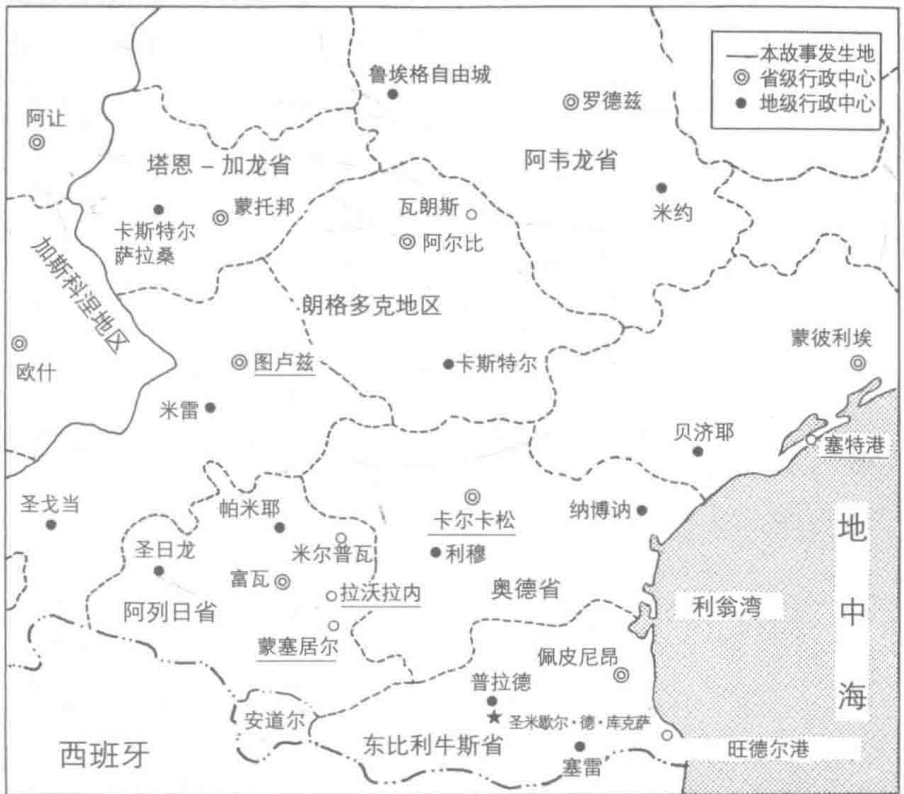 本故事发生地
省级行政中心
地级行政中心
鲁埃格自由城
罗德兹
阿让
塔恩－加龙省
阿韦龙省
蒙托邦
瓦朗斯
米约
卡斯特尔
萨拉桑
阿尔比
加斯科涅地区
朗格多克地区
蒙彼利埃
欧什
图卢兹
卡斯特尔
米雷
贝济耶
塞特港
圣戈当
帕米耶
卡尔卡松
纳博讷
地中海
圣日龙
米尔普瓦
利穆
富瓦
拉沃拉内
奥德省
利翁湾
阿列日省
蒙塞居尔
佩皮尼昂
普拉德
安道尔
圣米歇尔·德·库克萨
西班牙
东比利牛斯省
塞雷
旺德尔港